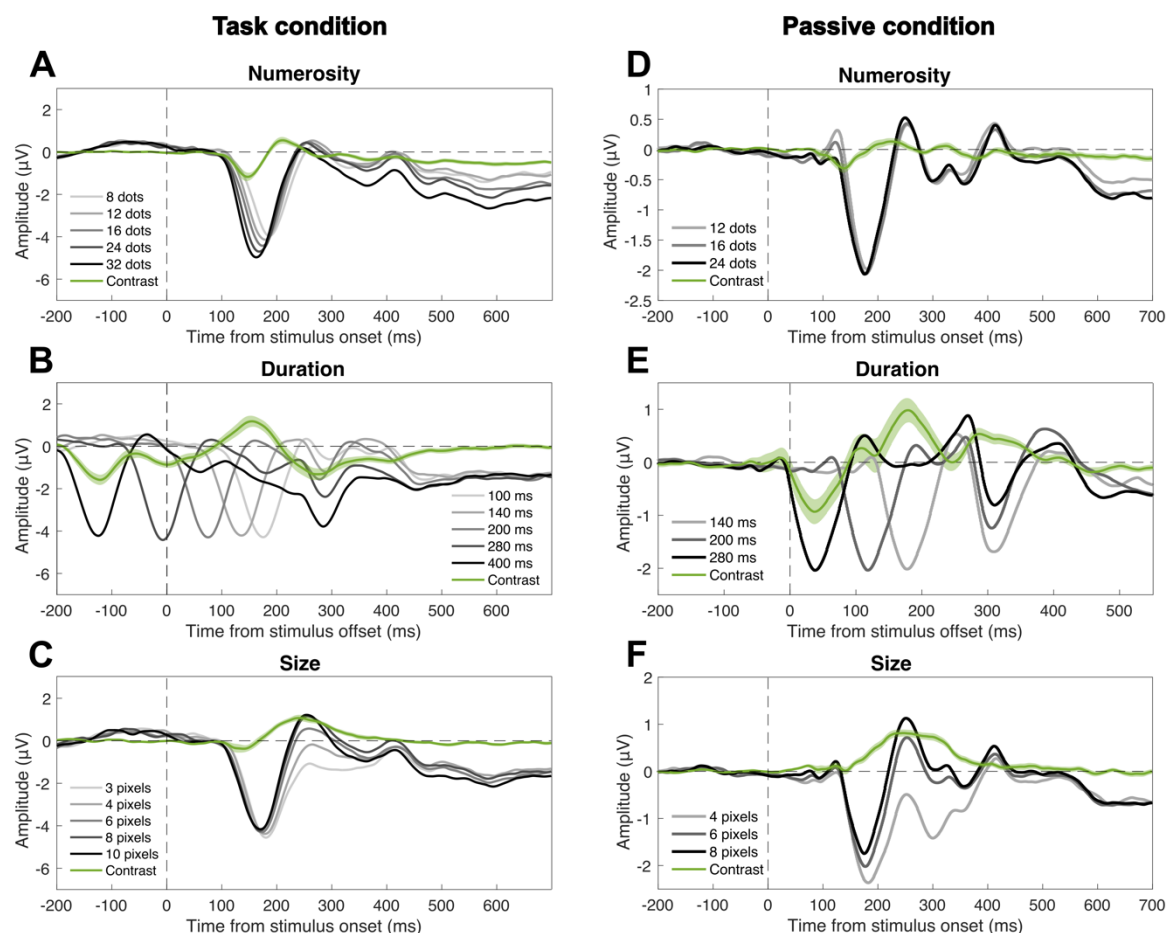 Task condition
Passive condition
A
Numerosity
2
0
-2
-4
-6
Amplitude (µV)
8 dots
12 dots
16 dots
24 dots
32 dots
Contrast
-200 -100 0 100 200 300 400 500 600
Time from stimulus onset (ms)
D
Numerosity
1
0.5
0
-0.5
-1
-1.5
-2
-2.5
Amplitude (µV)
12 dots
16 dots
24 dots
Contrast
-200 -100 0 100 200 300 400 500 600 700
Time from stimulus onset (ms)
B
Duration
2
0
-2
-4
-6
Amplitude (µV)
100 ms
140 ms
200 ms
280 ms
400 ms
Contrast
-200 -100 0 100 200 300 400 500 600
Time from stimulus offset (ms)
E
Duration
1
0
-1
-2
Amplitude (µV)
140 ms
200 ms
280 ms
Contrast
-200 -100 0 100 200 300 400 500
Time from stimulus offset (ms)
C
Size
2
0
-2
-4
-6
Amplitude (µV)
3 pixels
4 pixels
6 pixels
8 pixels
10 pixels
Contrast
-200 -100 0 100 200 300 400 500 600
Time from stimulus onset (ms)
F
Size
2
1
0
-1
-2
Amplitude (µV)
4 pixels
6 pixels
8 pixels
Contrast
-200 -100 0 100 200 300 400 500 600 700
Time from stimulus onset (ms)